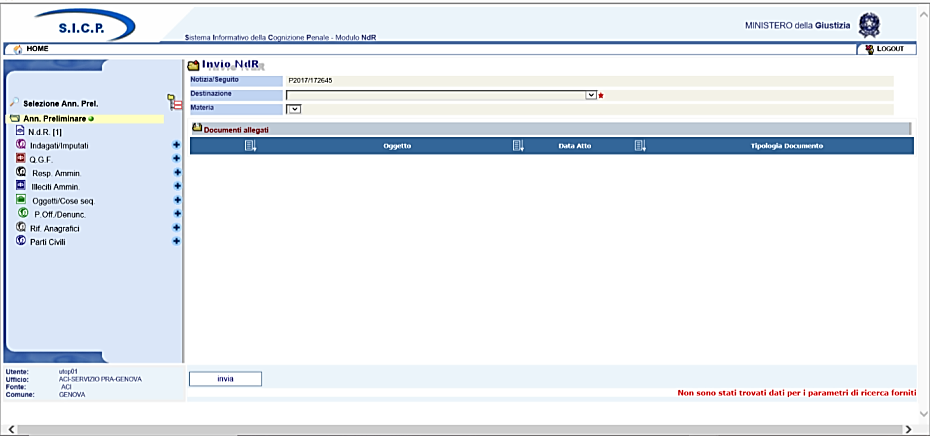 S.I.C.P.
Sistema Informativo della Cognizione Penale - Modulo NdR
MINISTERO della Giustizia
HOME
LOGOUT
Invio NdR
Notizia/Seguito P2017/172645
Destinazione
Materia
Selezione Ann. Prel.
Ann. Preliminare
N.d.R. [1]
Indagati/Imputati
Q.G.F.
Resp. Ammin.
Illeciti Ammin.
Oggetti/Cose seq.
P.Off./Denunc.
Rif. Anagrafici
Parti Civili
Documenti allegati
Oggetto Data Atto Tipologia Documento
Utente: utop01
Ufficio: ACI-SERVIZIO PRA-GENOVA
Fonte: ACI
Comune: GENOVA
invia
Non sono stati trovati dati per i parametri di ricerca forniti